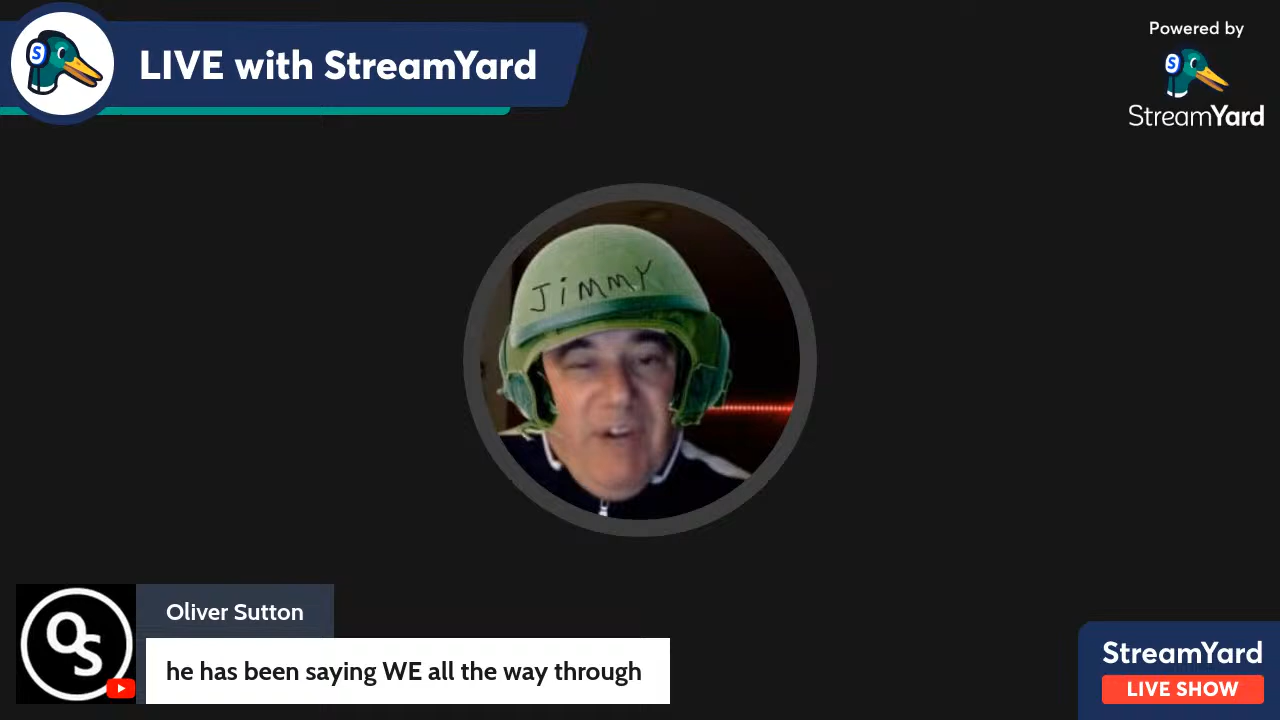 S
LIVE with StreamYard
Powered by
S
StreamYard
JiMMY
OS
Oliver Sutton
he has been saying WE all the way through
StreamYard
LIVE SHOW